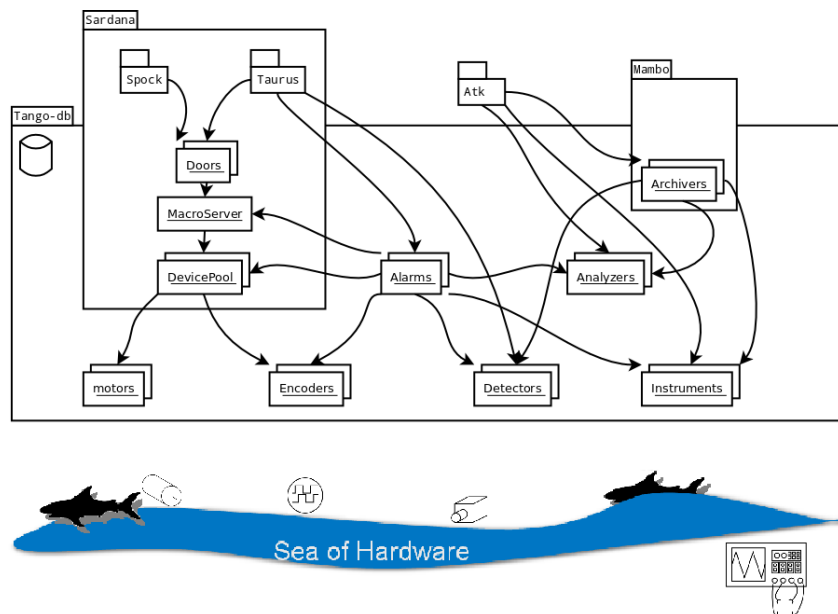 Sardana
Spock
Taurus
Atk
Mambo
Tango-db
Doors
Archivers
MacroServer
DevicePool
Alarms
Analyzers
motors
Encoders
Detectors
Instruments
Sea of Hardware